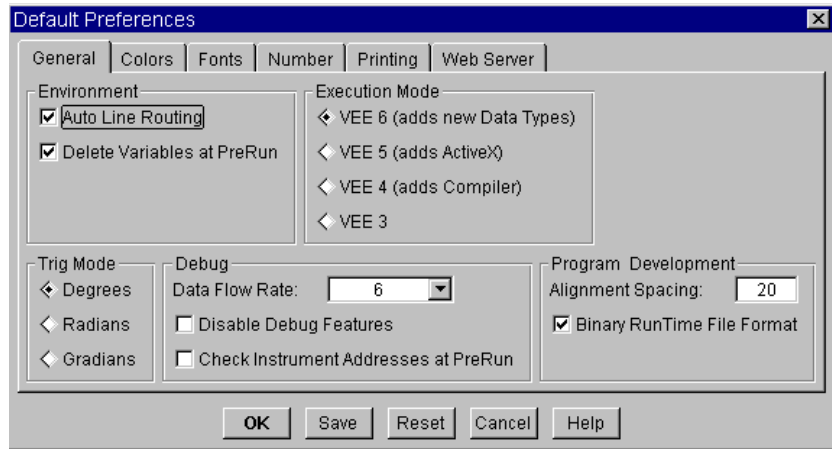 Default Preferences
General Colors Fonts Number Printing Web Server
Environment
Auto Line Routing
Delete Variables at PreRun
Execution Mode
VEE 6 (adds new Data Types)
VEE 5 (adds ActiveX)
VEE 4 (adds Compiler)
VEE 3
Trig Mode
Degrees
Radians
Gradians
Debug
Data Flow Rate: 6
Disable Debug Features
Check Instrument Addresses at PreRun
Program Development
Alignment Spacing: 20
Binary RunTime File Format
OK Save Reset Cancel Help